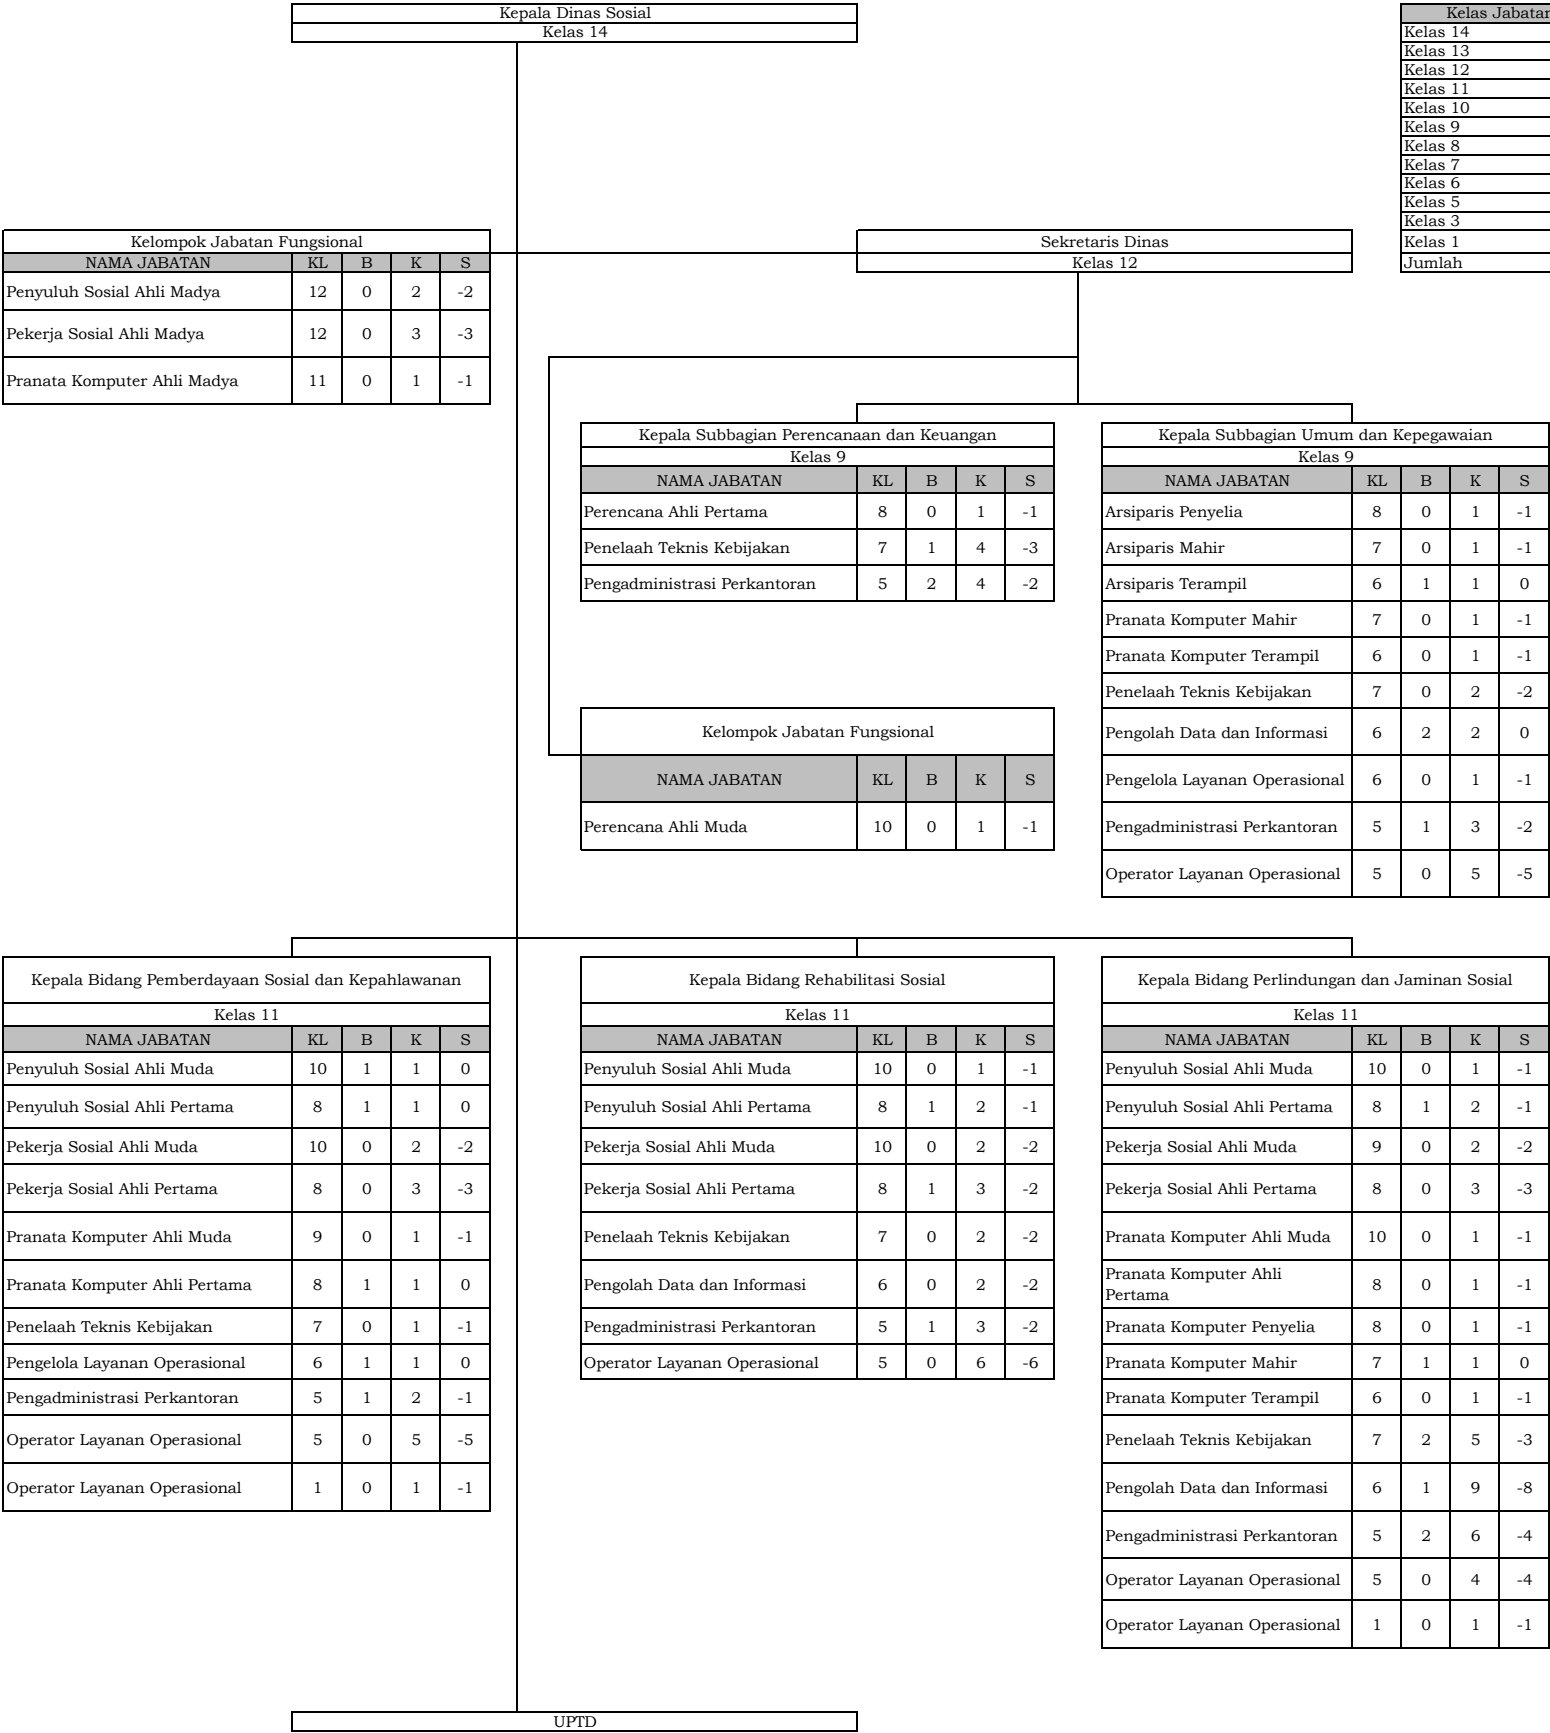 Kepala Dinas Sosial
Kelas 14
Kelas Jabatan
Kelas 14
Kelas 13
Kelas 12
Kelas 11
Kelas 10
Kelas 9
Kelas 8
Kelas 7
Kelas 6
Kelas 5
Kelas 3
Kelas 1
Jumlah
Kelompok Jabatan Fungsional
NAMA JABATAN KL B K S
Penyuluh Sosial Ahli Madya 12 0 2 -2
Pekerja Sosial Ahli Madya 12 0 3 -3
Pranata Komputer Ahli Madya 11 0 1 -1
Sekretaris Dinas
Kelas 12
Kepala Subbagian Perencanaan dan Keuangan
Kelas 9
NAMA JABATAN KL B K S
Perencana Ahli Pertama 8 0 1 -1
Penelaah Teknis Kebijakan 7 1 4 -3
Pengadministrasi Perkantoran 5 2 4 -2
Kelompok Jabatan Fungsional
NAMA JABATAN KL B K S
Perencana Ahli Muda 10 0 1 -1
Kepala Subbagian Umum dan Kepegawaian
Kelas 9
NAMA JABATAN KL B K S
Arsiparis Penyelia 8 0 1 -1
Arsiparis Mahir 7 0 1 -1
Arsiparis Terampil 6 1 1 0
Pranata Komputer Mahir 7 0 1 -1
Pranata Komputer Terampil 6 0 1 -1
Penelaah Teknis Kebijakan 7 0 2 -2
Pengolah Data dan Informasi 6 2 2 0
Pengelola Layanan Operasional 6 0 1 -1
Pengadministrasi Perkantoran 5 1 3 -2
Operator Layanan Operasional 5 0 5 -5
Kepala Bidang Pemberdayaan Sosial dan Kepahlawanan
Kelas 11
NAMA JABATAN KL B K S
Penyuluh Sosial Ahli Muda 10 1 1 0
Penyuluh Sosial Ahli Pertama 8 1 1 0
Pekerja Sosial Ahli Muda 10 0 2 -2
Pekerja Sosial Ahli Pertama 8 0 3 -3
Pranata Komputer Ahli Muda 9 0 1 -1
Pranata Komputer Ahli Pertama 8 1 1 0
Penelaah Teknis Kebijakan 7 0 1 -1
Pengelola Layanan Operasional 6 1 1 0
Pengadministrasi Perkantoran 5 1 2 -1
Operator Layanan Operasional 5 0 5 -5
Operator Layanan Operasional 1 0 1 -1
Kepala Bidang Rehabilitasi Sosial
Kelas 11
NAMA JABATAN KL B K S
Penyuluh Sosial Ahli Muda 10 0 1 -1
Penyuluh Sosial Ahli Pertama 8 1 2 -1
Pekerja Sosial Ahli Muda 10 0 2 -2
Pekerja Sosial Ahli Pertama 8 1 3 -2
Penelaah Teknis Kebijakan 7 0 2 -2
Pengolah Data dan Informasi 6 0 2 -2
Pengadministrasi Perkantoran 5 1 3 -2
Operator Layanan Operasional 5 0 6 -6
Kepala Bidang Perlindungan dan Jaminan Sosial
Kelas 11
NAMA JABATAN KL B K S
Penyuluh Sosial Ahli Muda 10 0 1 -1
Penyuluh Sosial Ahli Pertama 8 1 2 -1
Pekerja Sosial Ahli Muda 9 0 2 -2
Pekerja Sosial Ahli Pertama 8 0 3 -3
Pranata Komputer Ahli Muda 10 0 1 -1
Pranata Komputer Ahli
Pertama 8 0 1 -1
Pranata Komputer Penyelia 8 0 1 -1
Pranata Komputer Mahir 7 1 1 0
Pranata Komputer Terampil 6 0 1 -1
Penelaah Teknis Kebijakan 7 2 5 -3
Pengolah Data dan Informasi 6 1 9 -8
Pengadministrasi Perkantoran 5 2 6 -4
Operator Layanan Operasional 5 0 4 -4
Operator Layanan Operasional 1 0 1 -1
UPTD